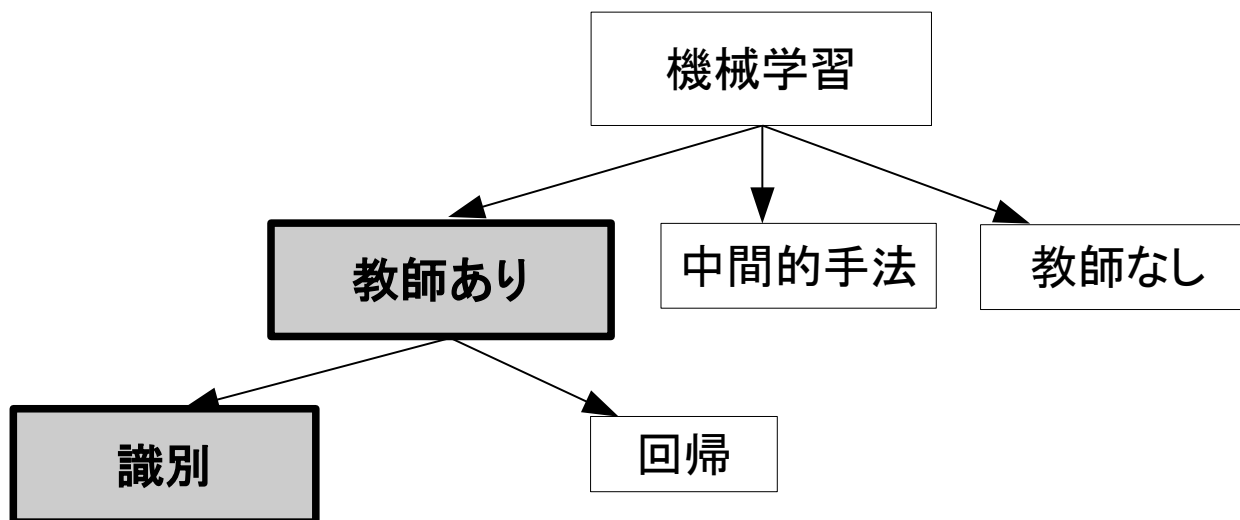 機械学習
教師あり
中間的手法
教師なし
識別
回帰